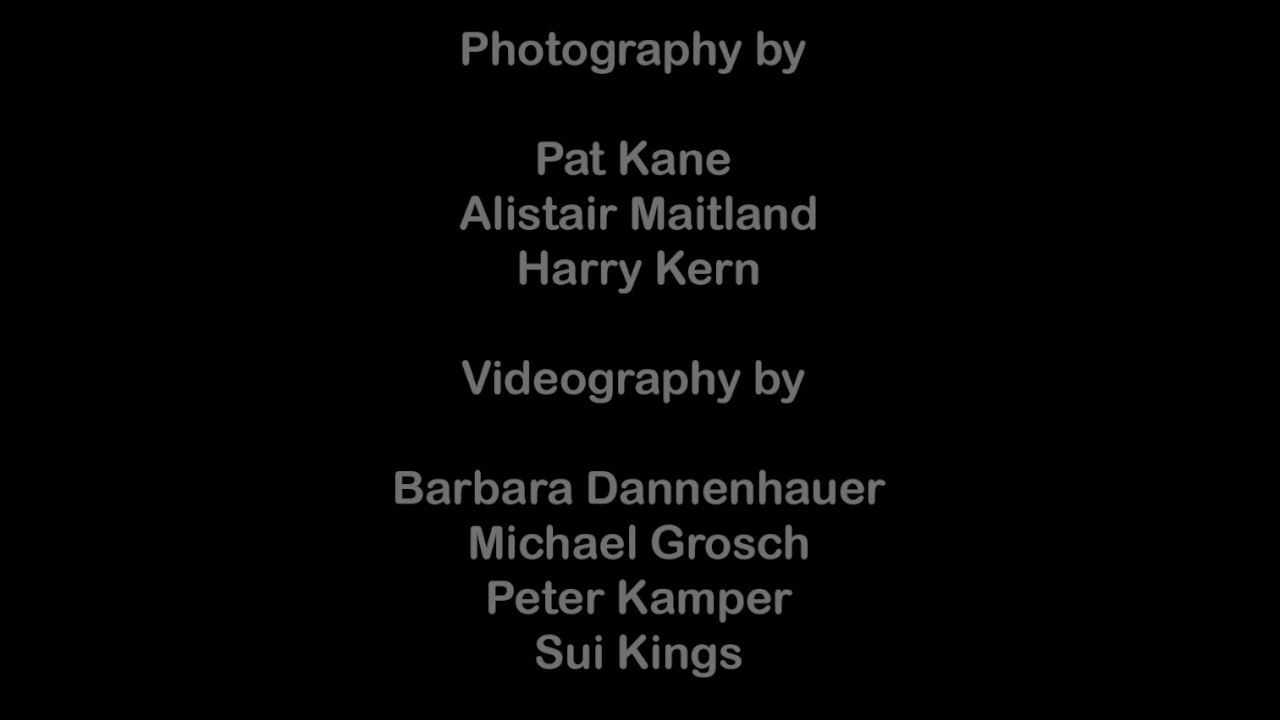 Photography by
Pat Kane
Alistair Maitland
Harry Kern
Videography by
Barbara Dannenhauer
Michael Grosch
Peter Kamper
Sui Kings